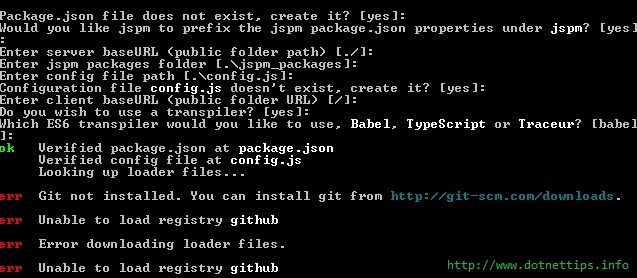 Package.json file does not exist, create it? [yes]:
Would you like jspm to prefix the jspm package.json properties under jspm? [yes]
:
Enter server baseURL (public folder path) [./]:
Enter jspm packages folder [.\jspm_packages]:
Enter config file path [.\config.js]:
Configuration file config.js doesn't exist, create it? [yes]:
Enter client baseURL (public folder URL) [/]:
Do you wish to use a transpiler? [yes]:
Which ES6 transpiler would you like to use, Babel, TypeScript or Traceur? [babel
]:
ok Verified package.json at package.json
Verified config file at config.js
Looking up loader files...
err Git not installed. You can install git from http://git-scm.com/downloads.
err Unable to load registry github
err Error downloading loader files.
err Unable to load registry github
http://www.dotnettips.info